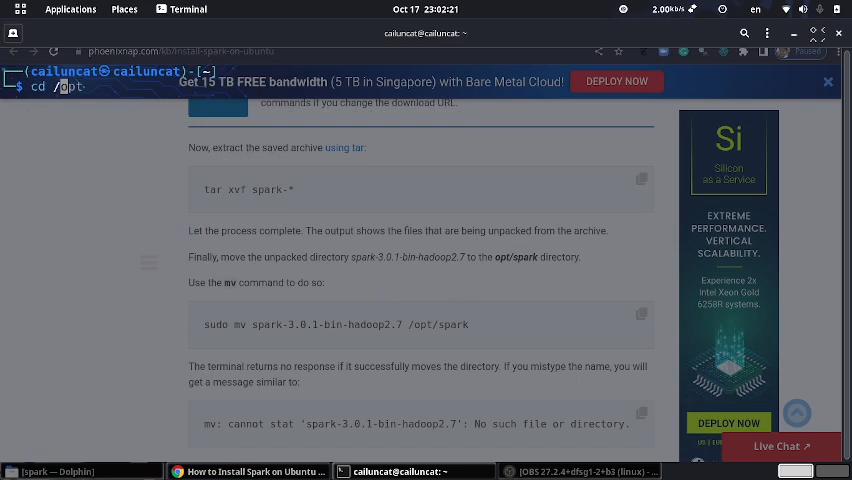 Applications Places Terminal Oct 17 23:02:21 2.00kb/s en
cailuncat@cailuncat: ~
phoenixnap.com/kb/install-spark-on-ubuntu Paused
┌──(cailuncat㉿cailuncat)-[~]
└─$ cd /opt
Get 15 TB FREE bandwidth (5 TB in Singapore) with Bare Metal Cloud! DEPLOY NOW
commands if you change the download URL.
Now, extract the saved archive using tar:
tar xvf spark-*
Let the process complete. The output shows the files that are being unpacked from the archive.
Finally, move the unpacked directory spark-3.0.1-bin-hadoop2.7 to the opt/spark directory.
Use the mv command to do so:
sudo mv spark-3.0.1-bin-hadoop2.7 /opt/spark
The terminal returns no response if it successfully moves the directory. If you mistype the name, you will
get a message similar to:
mv: cannot stat 'spark-3.0.1-bin-hadoop2.7': No such file or directory.
Si
Silicon
as a Service
EXTREME
PERFORMANCE.
VERTICAL
SCALABILITY.
Experience 2x
Intel Xeon Gold
6258R systems.
DEPLOY NOW
Live Chat ↗
[spark — Dolphin]
How to Install Spark on Ubuntu ...
cailuncat@cailuncat: ~
[OBS 27.2.4+dfsg1-2+b3 (linux) - ...